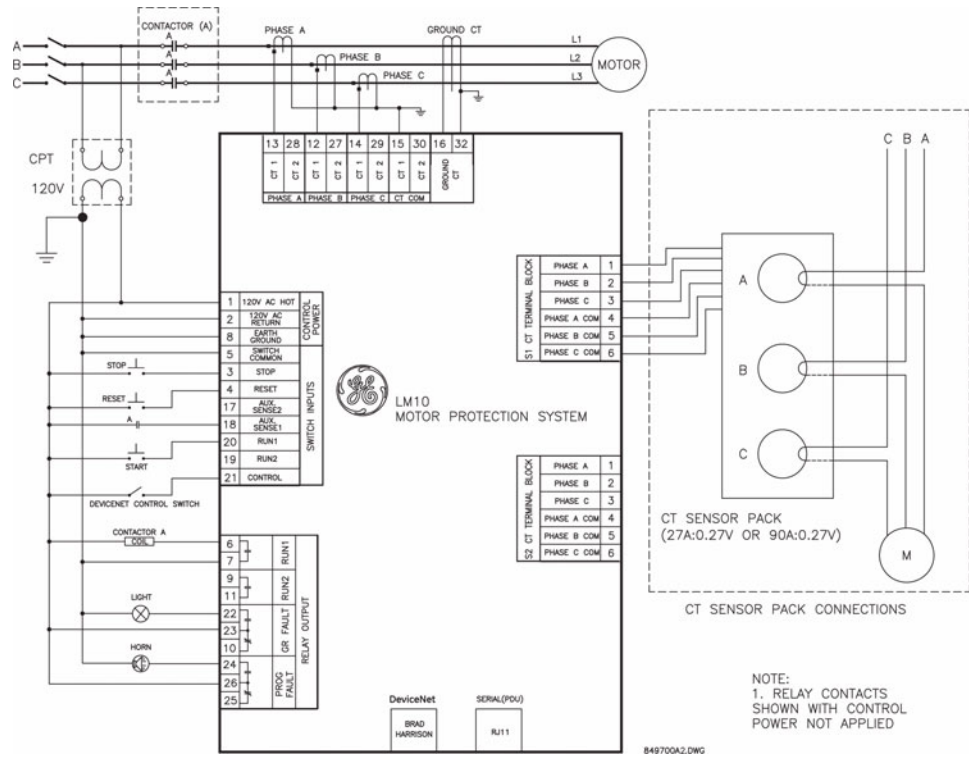 CONTACTOR (A)
PHASE A
GROUND CT
A
A
L1
PHASE B
B
A
L2
MOTOR
PHASE C
C
A
L3
13 28 12 27 14 29 15 30 16 32
CT 1 CT 2 CT 1 CT 2 CT 1 CT 2 CT 1 CT 2 GROUND CT
PHASE A PHASE B PHASE C CT COM
CPT
120V
1 120V AC HOT
2 120V AC RETURN
8 EARTH GROUND
CONTROL POWER
5 SWITCH COMMON
STOP
3 STOP
RESET
4 RESET
17 AUX. SENSE2
A
18 AUX. SENSE1
20 RUN1
START
19 RUN2
21 CONTROL
SWITCH INPUTS
DEVICENET CONTROL SWITCH
CONTACTOR A
COIL
6
7
RUN1
9
11
RUN2
LIGHT
22
23
10
GR FAULT
HORN
24
26
25
PROG FAULT
RELAY OUTPUT
GE
LM10
MOTOR PROTECTION SYSTEM
S1 CT TERMINAL BLOCK
PHASE A 1
PHASE B 2
PHASE C 3
PHASE A COM 4
PHASE B COM 5
PHASE C COM 6
S2 CT TERMINAL BLOCK
PHASE A 1
PHASE B 2
PHASE C 3
PHASE A COM 4
PHASE B COM 5
PHASE C COM 6
DeviceNet
BRAD HARRISON
SERIAL(PDU)
RJ11
C B A
A
B
C
CT SENSOR PACK
(27A:0.27V OR 90A:0.27V)
M
CT SENSOR PACK CONNECTIONS
NOTE:
1. RELAY CONTACTS
SHOWN WITH CONTROL
POWER NOT APPLIED
849700A2.DWG